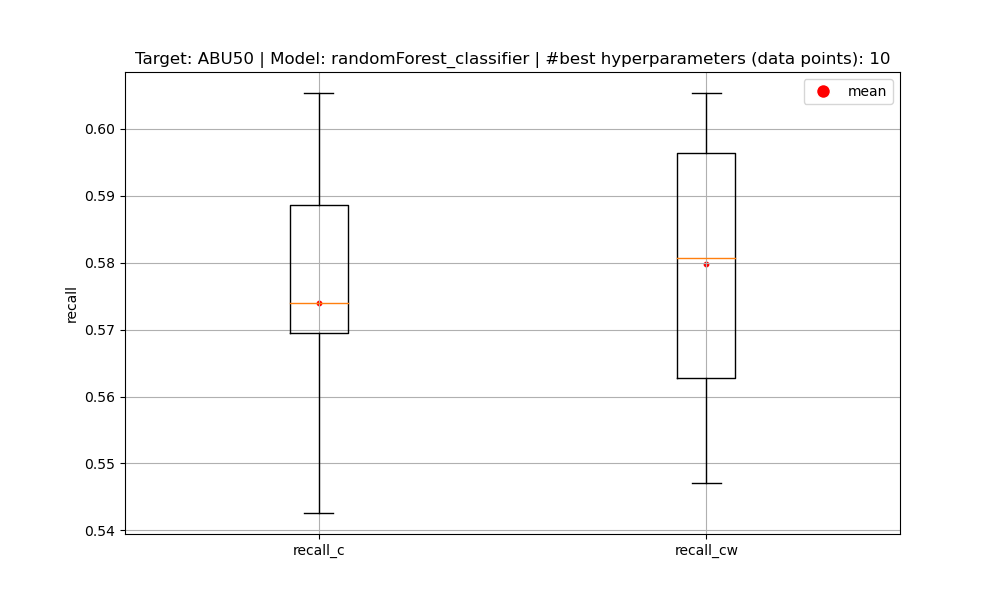 Target: ABU50 | Model: randomForest_classifier | #best hyperparameters (data points): 10
mean
0.60
0.59
0.58
0.57
0.56
0.55
0.54
recall
recall_c
recall_cw